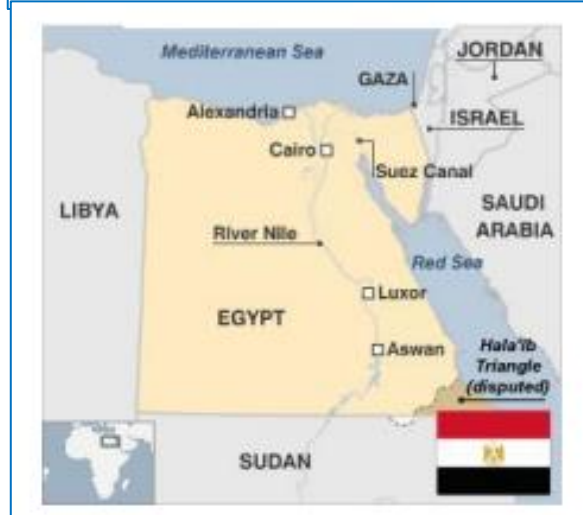 Mediterranean Sea
JORDAN
GAZA
Alexandria
ISRAEL
Cairo
Suez Canal
LIBYA
SAUDI
ARABIA
River Nile
Red Sea
Luxor
EGYPT
Hala'ib
Triangle
(disputed)
Aswan
SUDAN